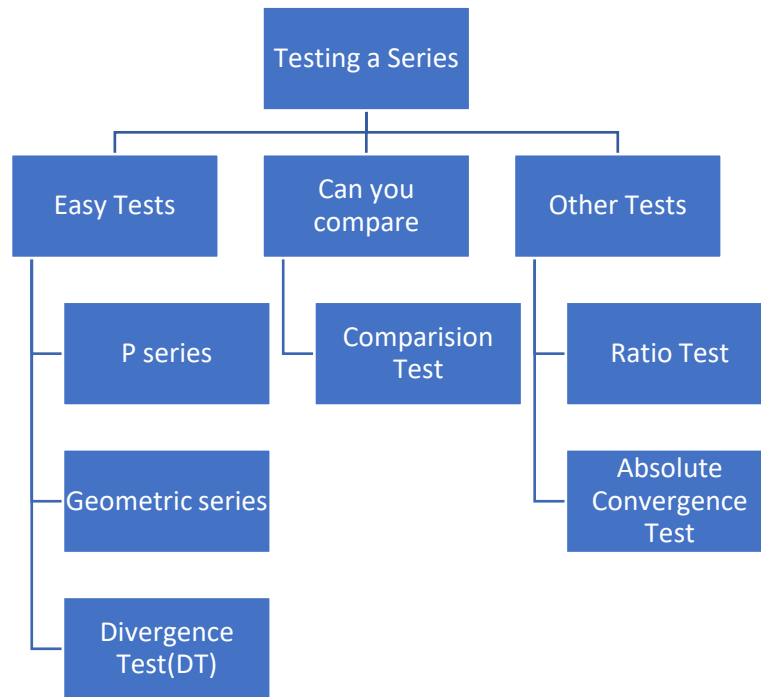 Testing a Series
Easy Tests
Can you
compare
Other Tests
P series
Comparision
Test
Ratio Test
Geometric series
Absolute
Convergence
Test
Divergence
Test(DT)